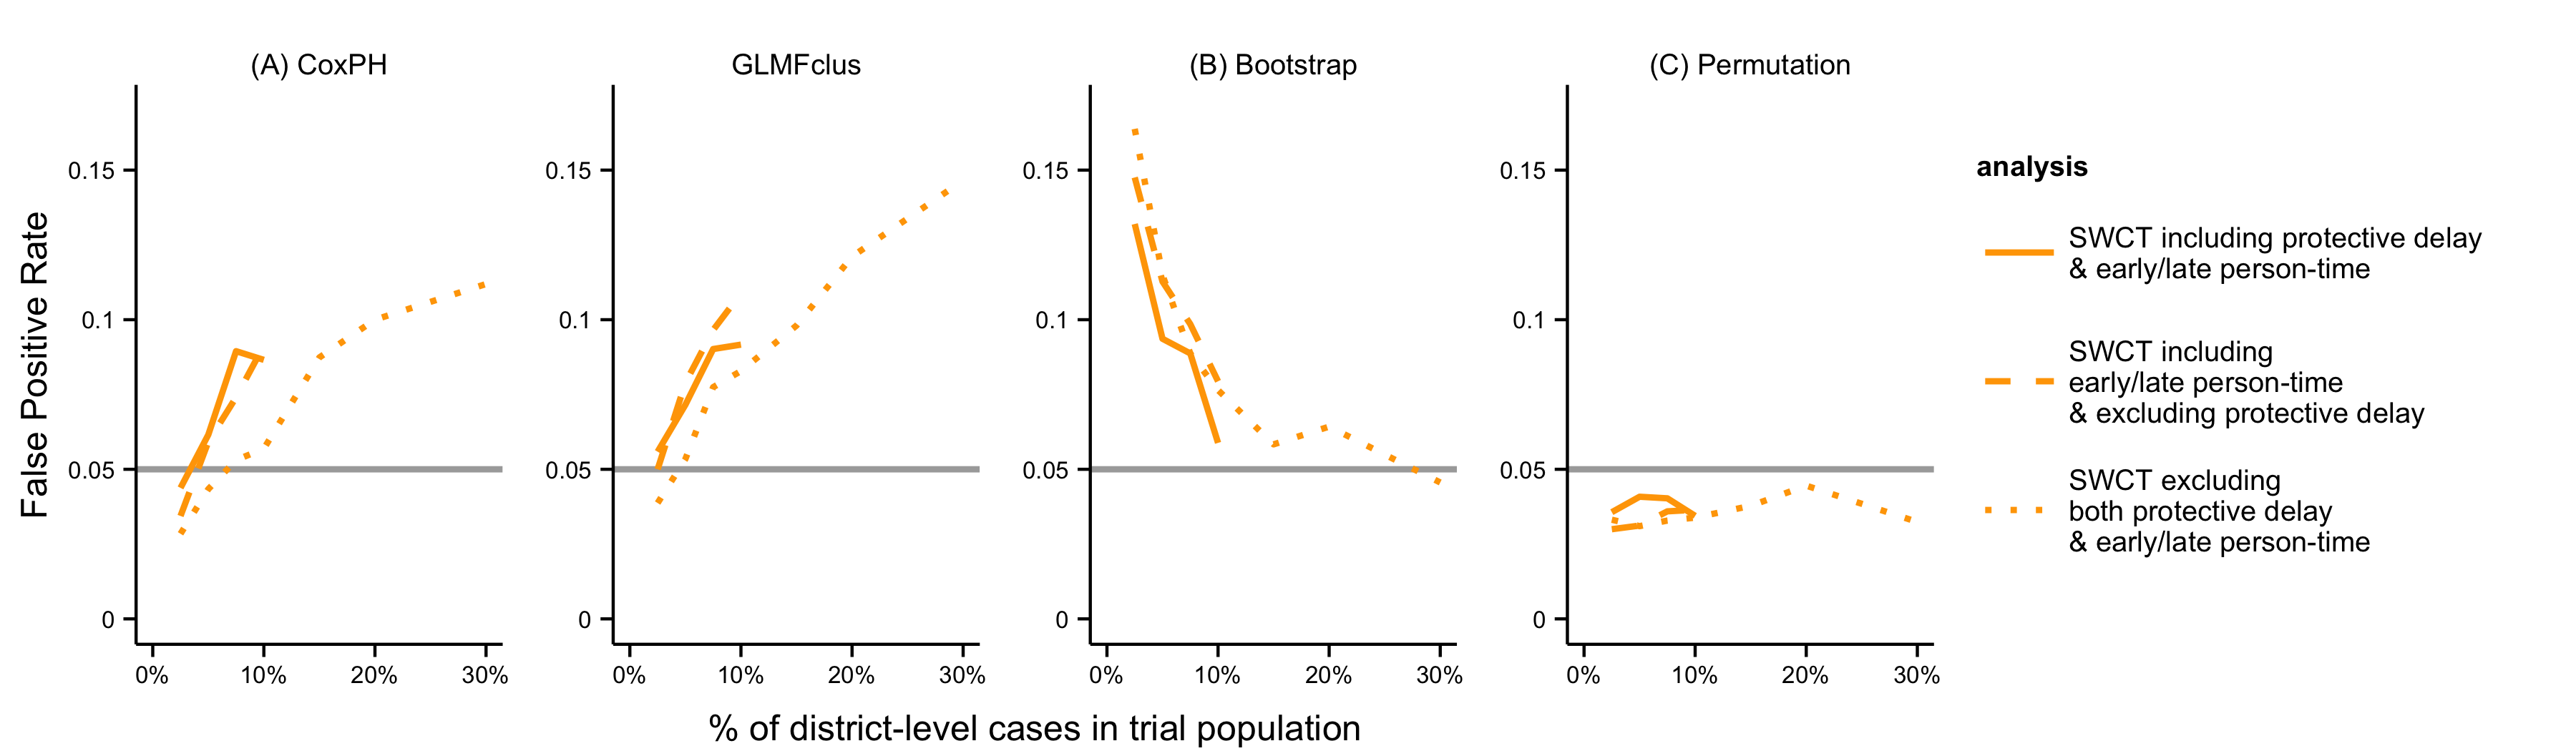 (A) CoxPH
GLMFclus
(B) Bootstrap
(C) Permutation
False Positive Rate
0.15
0.1
0.05
0
0% 10% 20% 30%
0.15
0.1
0.05
0
0% 10% 20% 30%
0.15
0.1
0.05
0
0% 10% 20% 30%
0.15
0.1
0.05
0
0% 10% 20% 30%
% of district-level cases in trial population
analysis
SWCT including protective delay
& early/late person-time
SWCT including
early/late person-time
& excluding protective delay
SWCT excluding
both protective delay
& early/late person-time